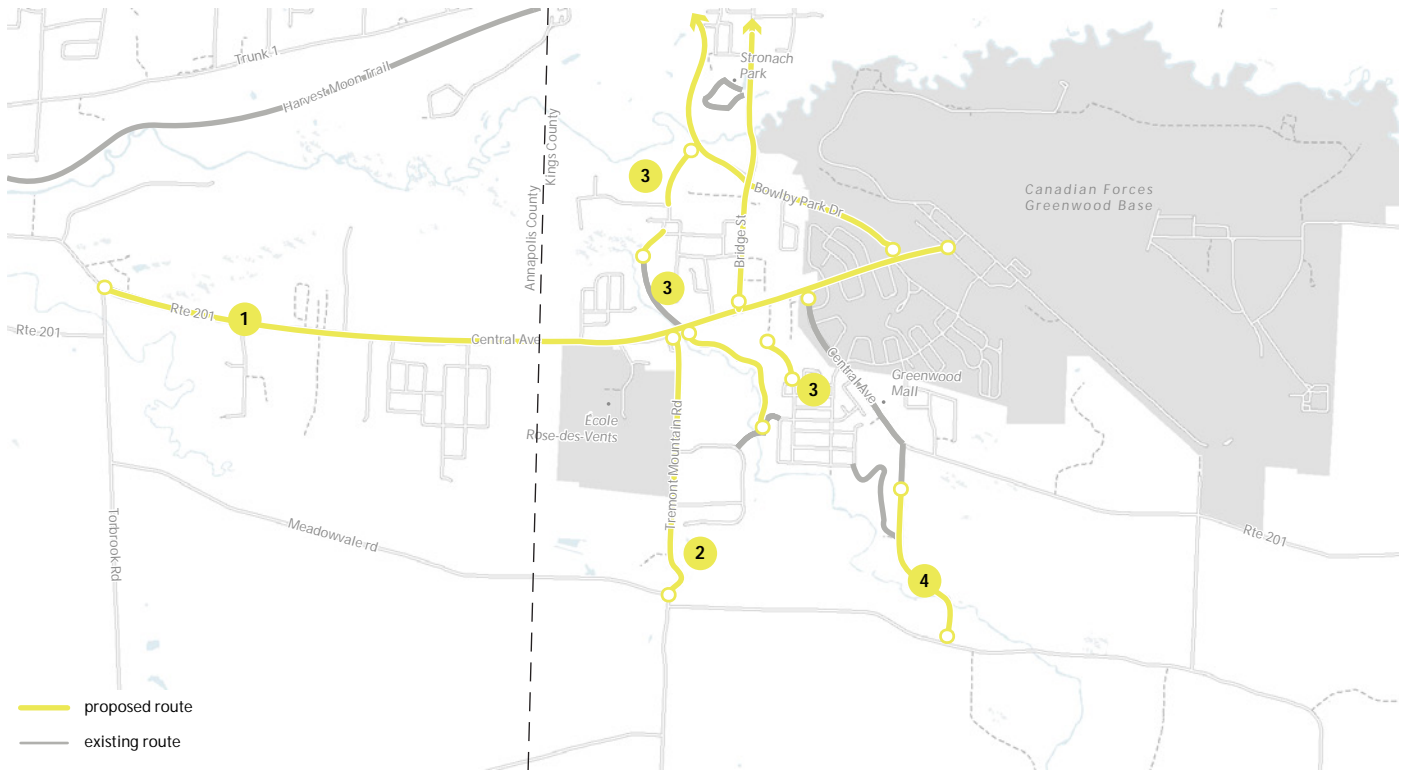 Trunk 1
Harvest Moon Trail
Stronach
Park
Kings County
Annapolis County
3
Bowlby Park Dr
Canadian Forces
Greenwood Base
Bridge St
3
Rte 201
1
Rte 201
Central Ave
Central Ave
Greenwood
Mall
3
École
Rose-des-Vents
Tremont Mountain Rd
Torbrook Rd
Meadowvale rd
Rte 201
2
4
proposed route
existing route